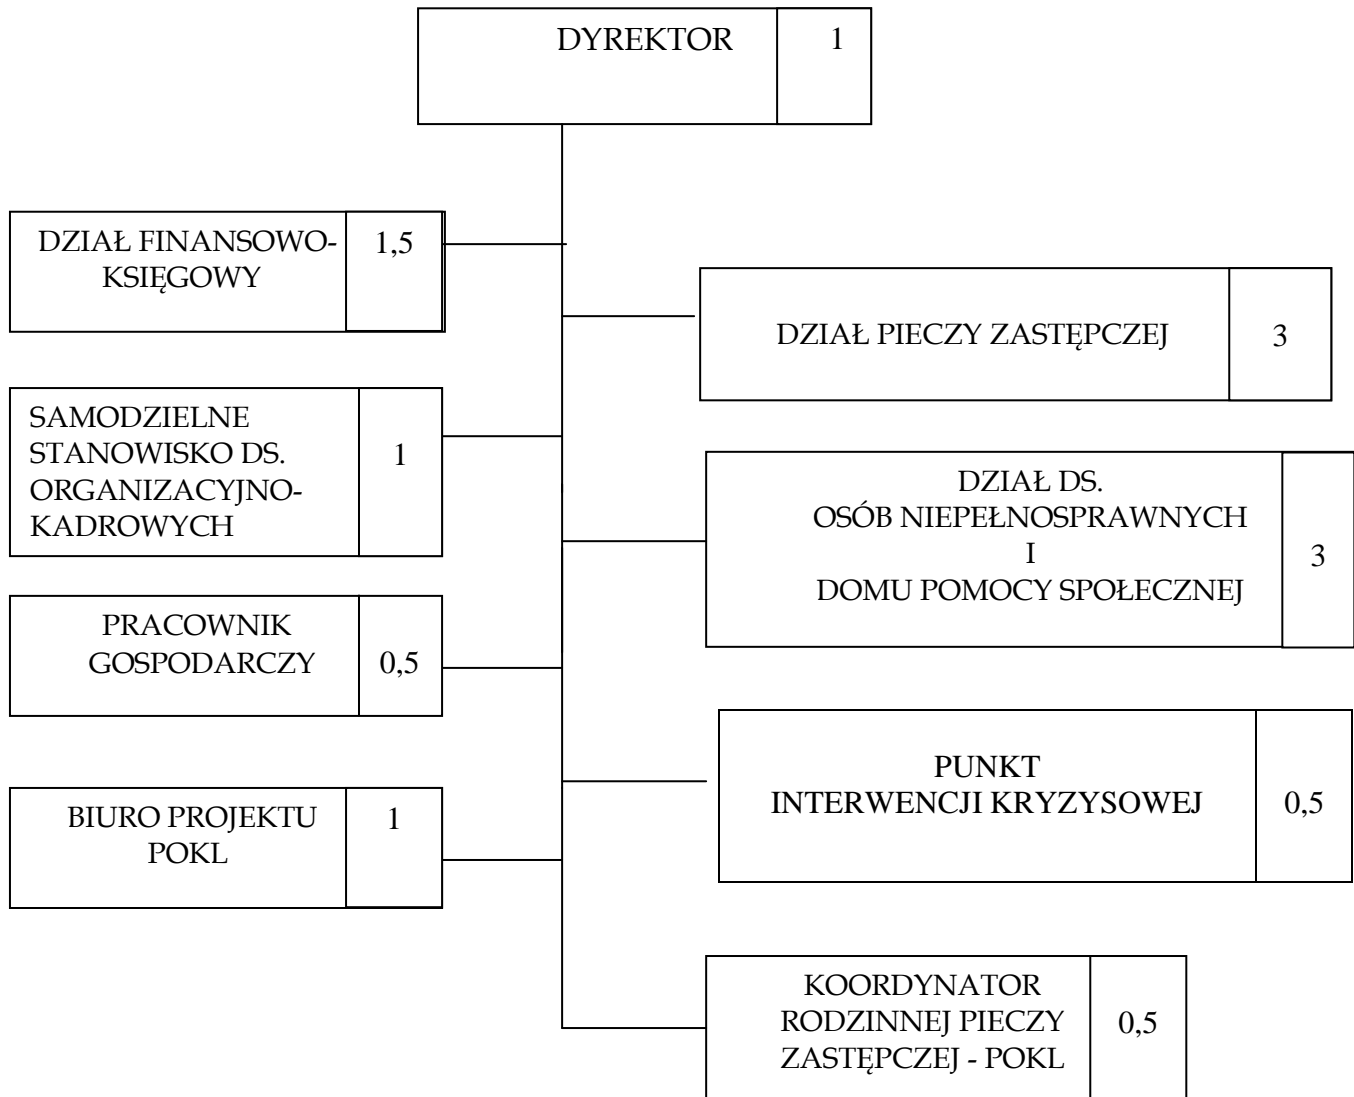 DYREKTOR 1
DZIAŁ FINANSOWO- 1,5
KSIĘGOWY
DZIAŁ PIECZY ZASTĘPCZEJ 3
SAMODZIELNE
STANOWISKO DS. 1
ORGANIZACYJNO-
KADROWYCH
DZIAŁ DS.
OSÓB NIEPEŁNOSPRAWNYCH
I 3
DOMU POMOCY SPOŁECZNEJ
PRACOWNIK
GOSPODARCZY 0,5
PUNKT
INTERWENCJI KRYZYSOWEJ 0,5
BIURO PROJEKTU 1
POKL
KOORDYNATOR
RODZINNEJ PIECZY 0,5
ZASTĘPCZEJ - POKL